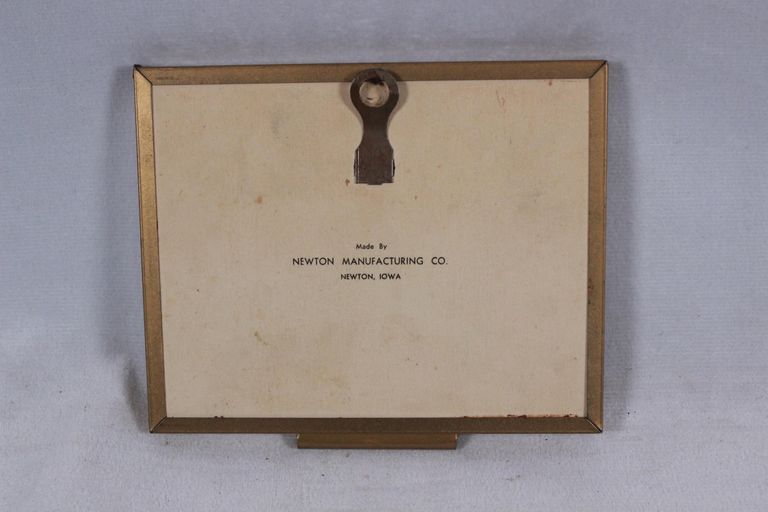 Made By
NEWTON MANUFACTURING CO.
NEWTON, IOWA